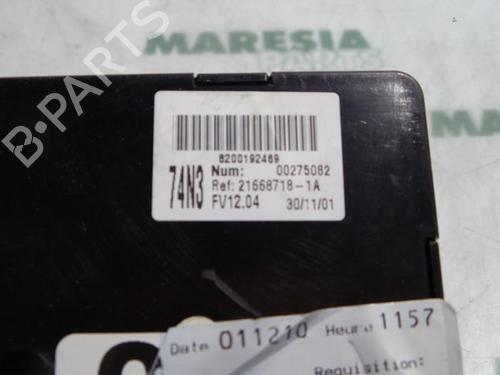 MARESIA
PARTS
B-PARTS
8200192469
74N3
Num: 00275082
Ref: 21668718-1A
FV12.04 30/11/01
Date 011210 Heure 1157
Requisition: